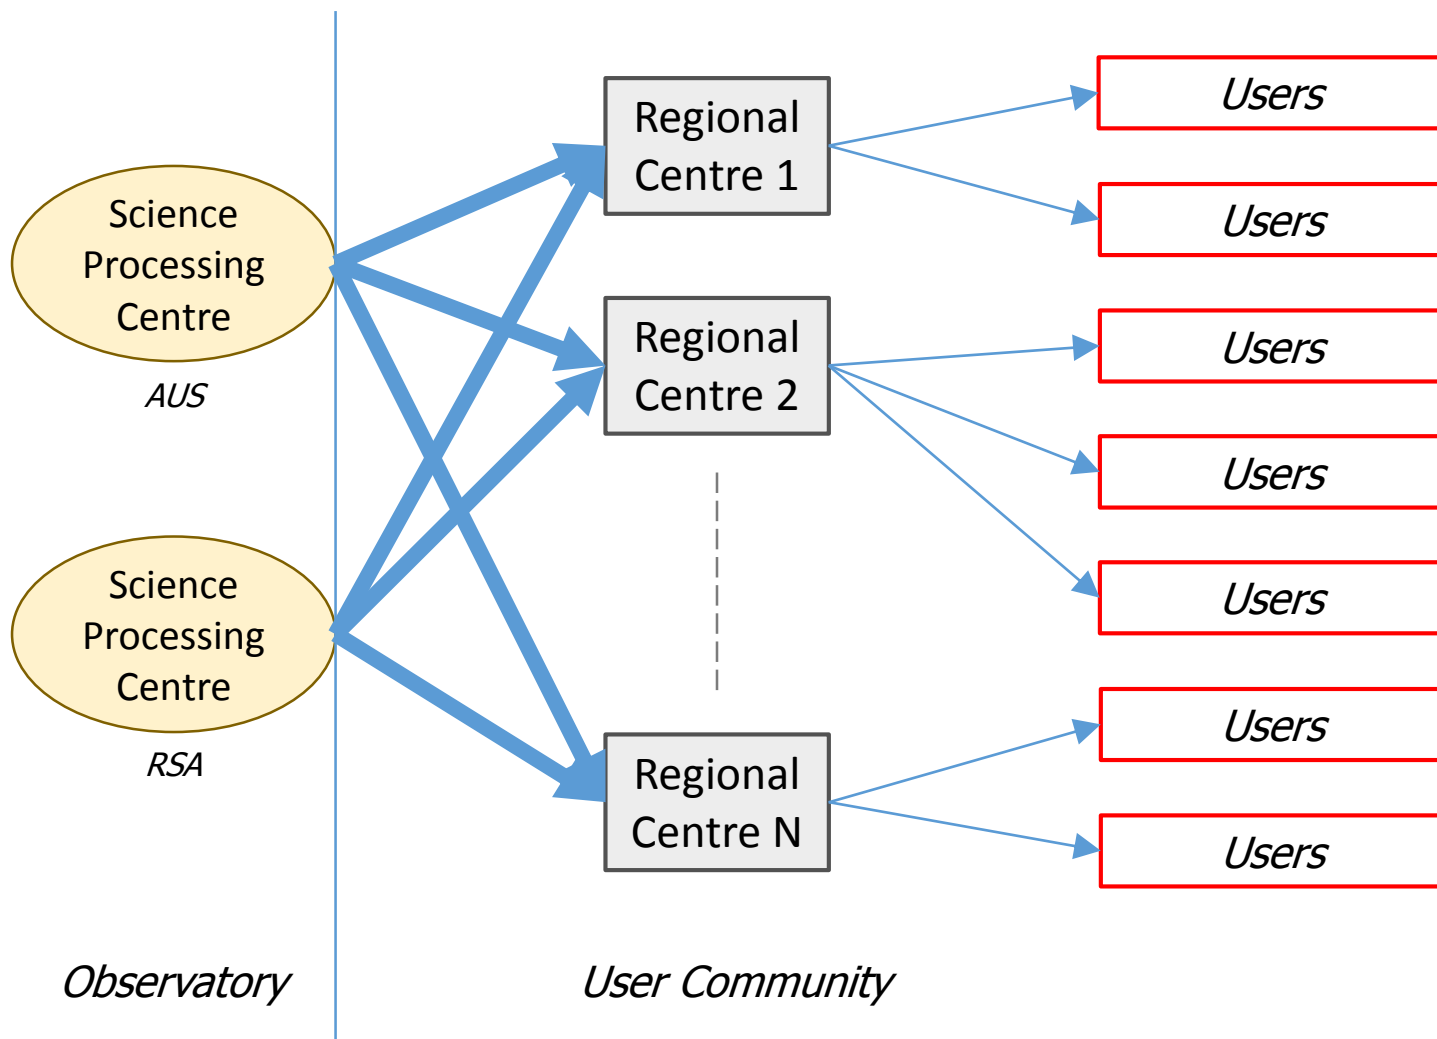 Science
Processing
Centre
AUS
Science
Processing
Centre
RSA
Observatory
Regional
Centre 1
Regional
Centre 2
Regional
Centre N
User Community
Users
Users
Users
Users
Users
Users
Users